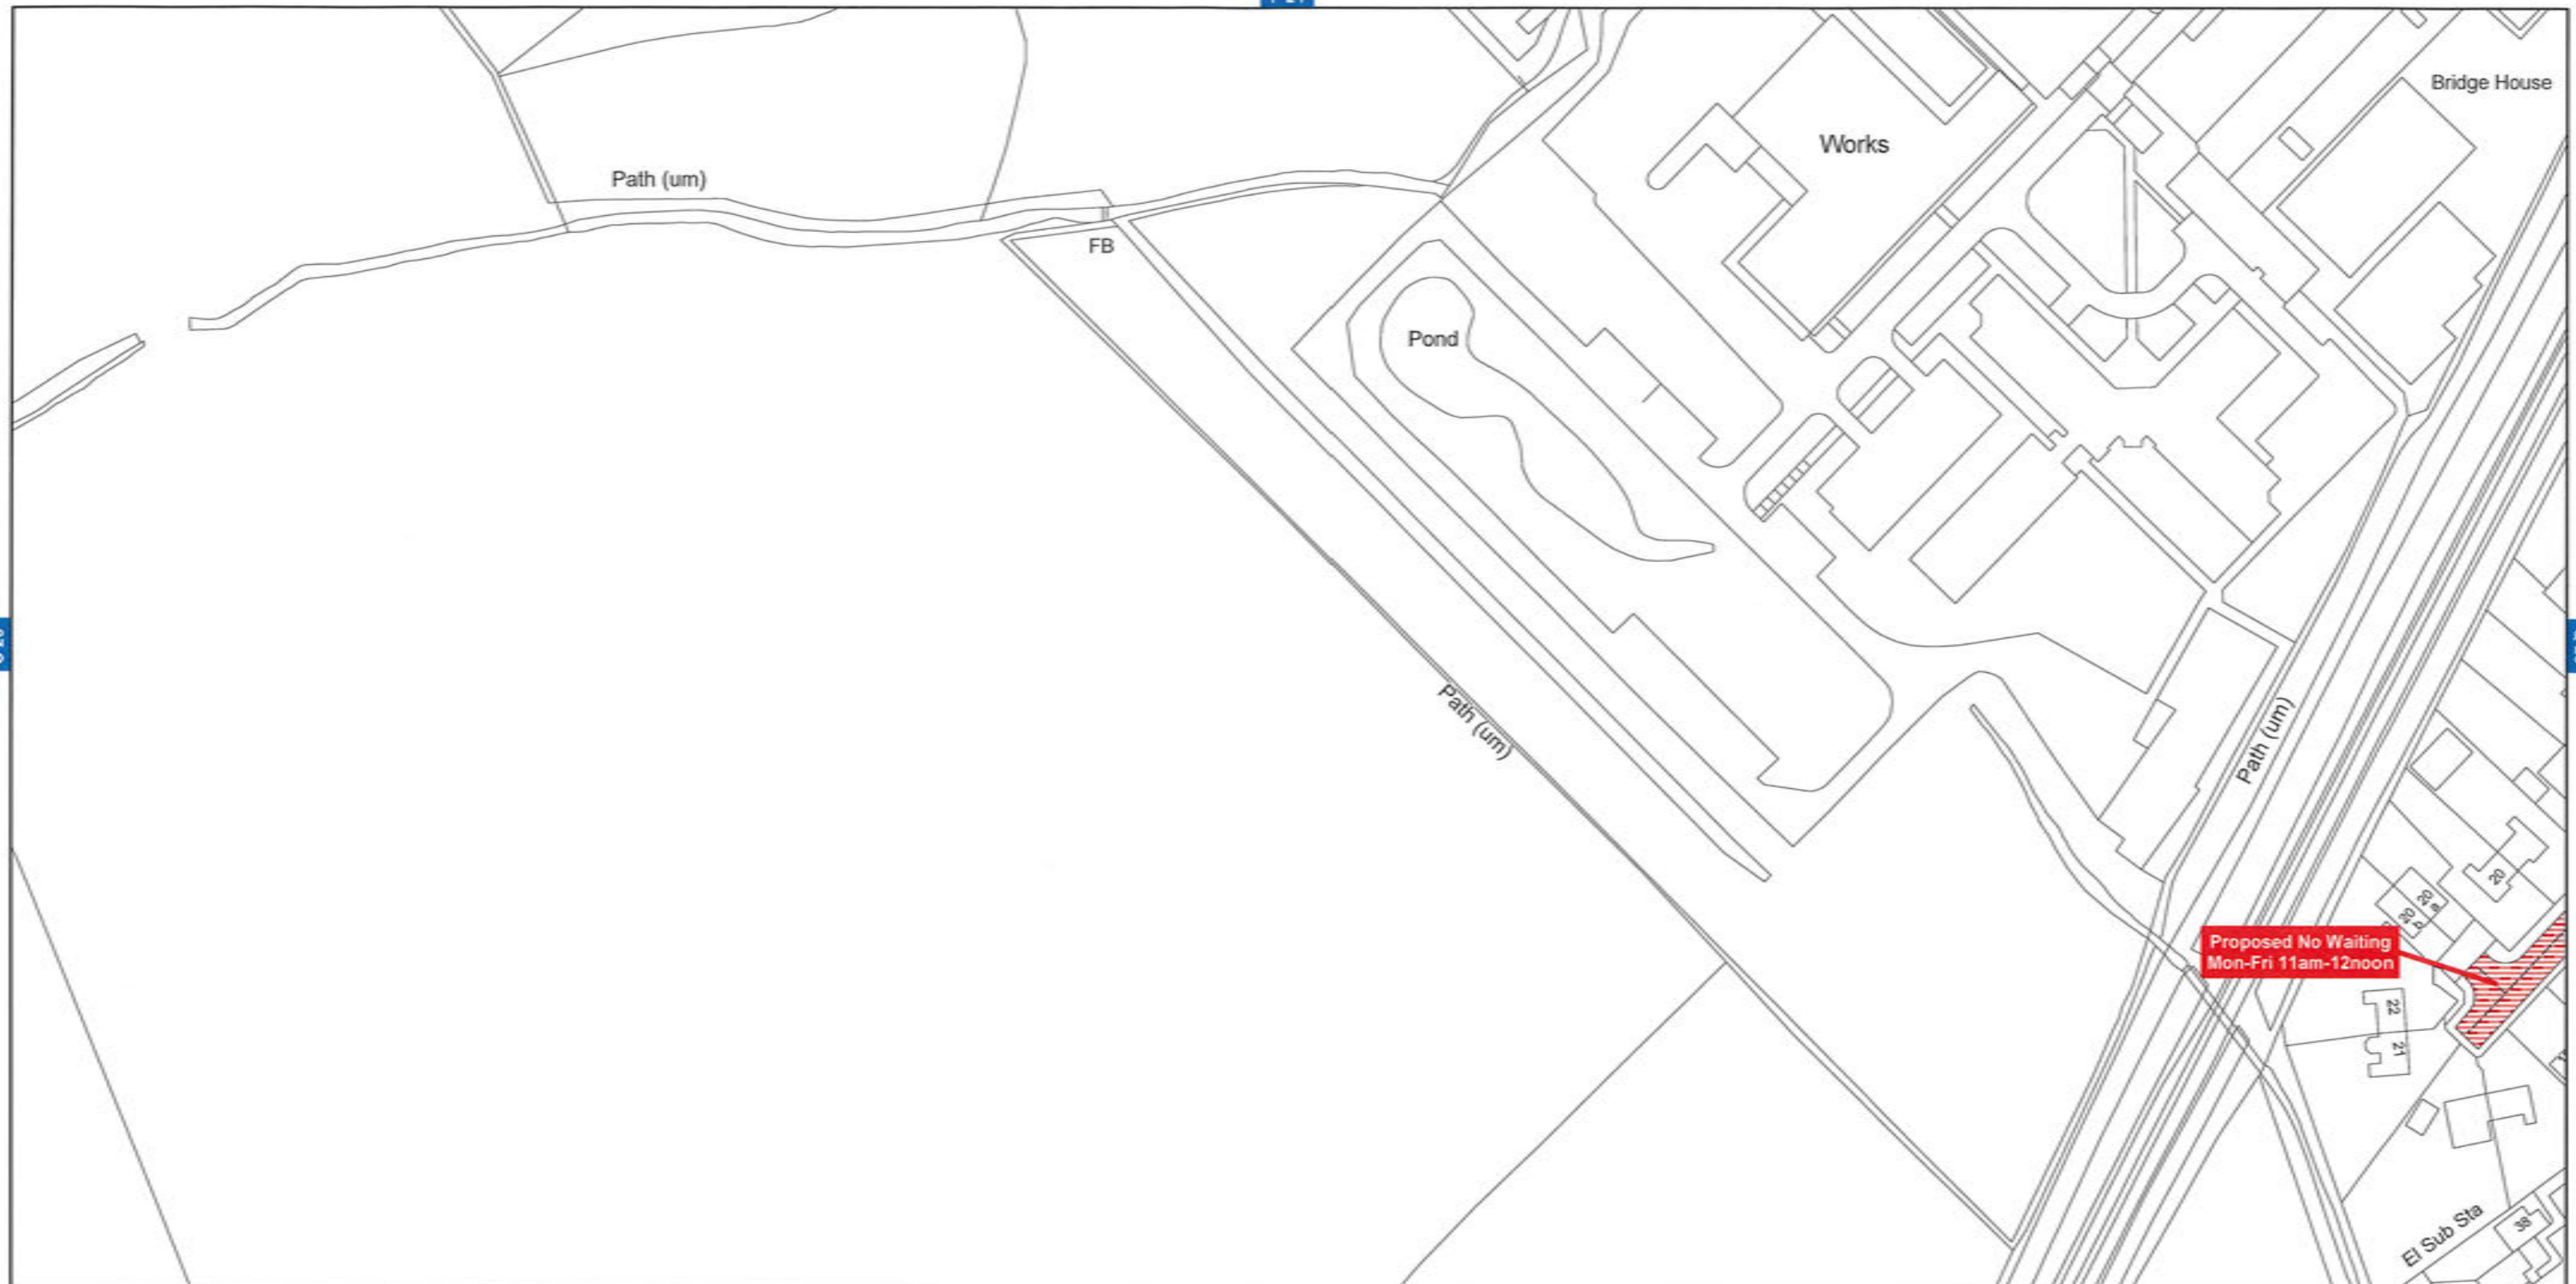 Bridge House
Works
Path (um)
FB
Pond
Path (um)
Path (um)
20
20
a
20
b
Proposed No Waiting
Mon-Fri 11am-12noon
22
21
El Sub Sta
38